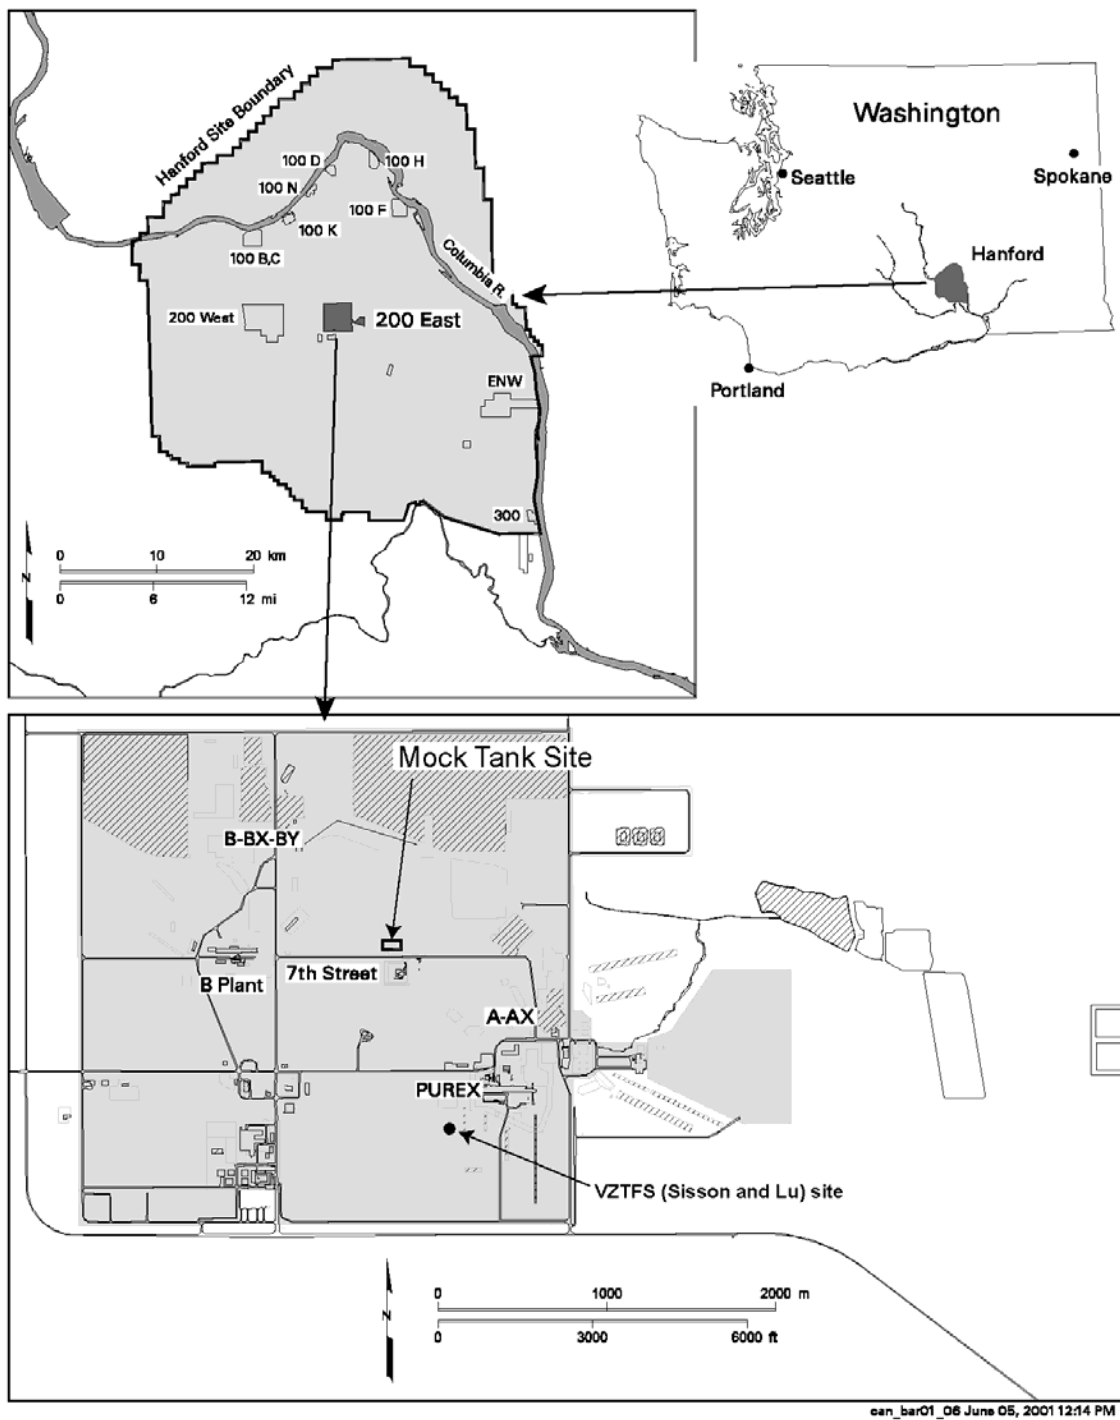 Hanford Site Boundary
100 D
100 H
100 N
100 F
100 K
100 B,C
Columbia R.
200 West
200 East
ENW
300
N
0 10 20 km
0 6 12 mi
Washington
Seattle
Spokane
Hanford
Portland
Mock Tank Site
B-BX-BY
7th Street
B Plant
A-AX
PUREX
VZTFS (Sisson and Lu) site
N
0 1000 2000 m
0 3000 6000 ft
can_bar01_06 June 05, 2001 12:14 PM